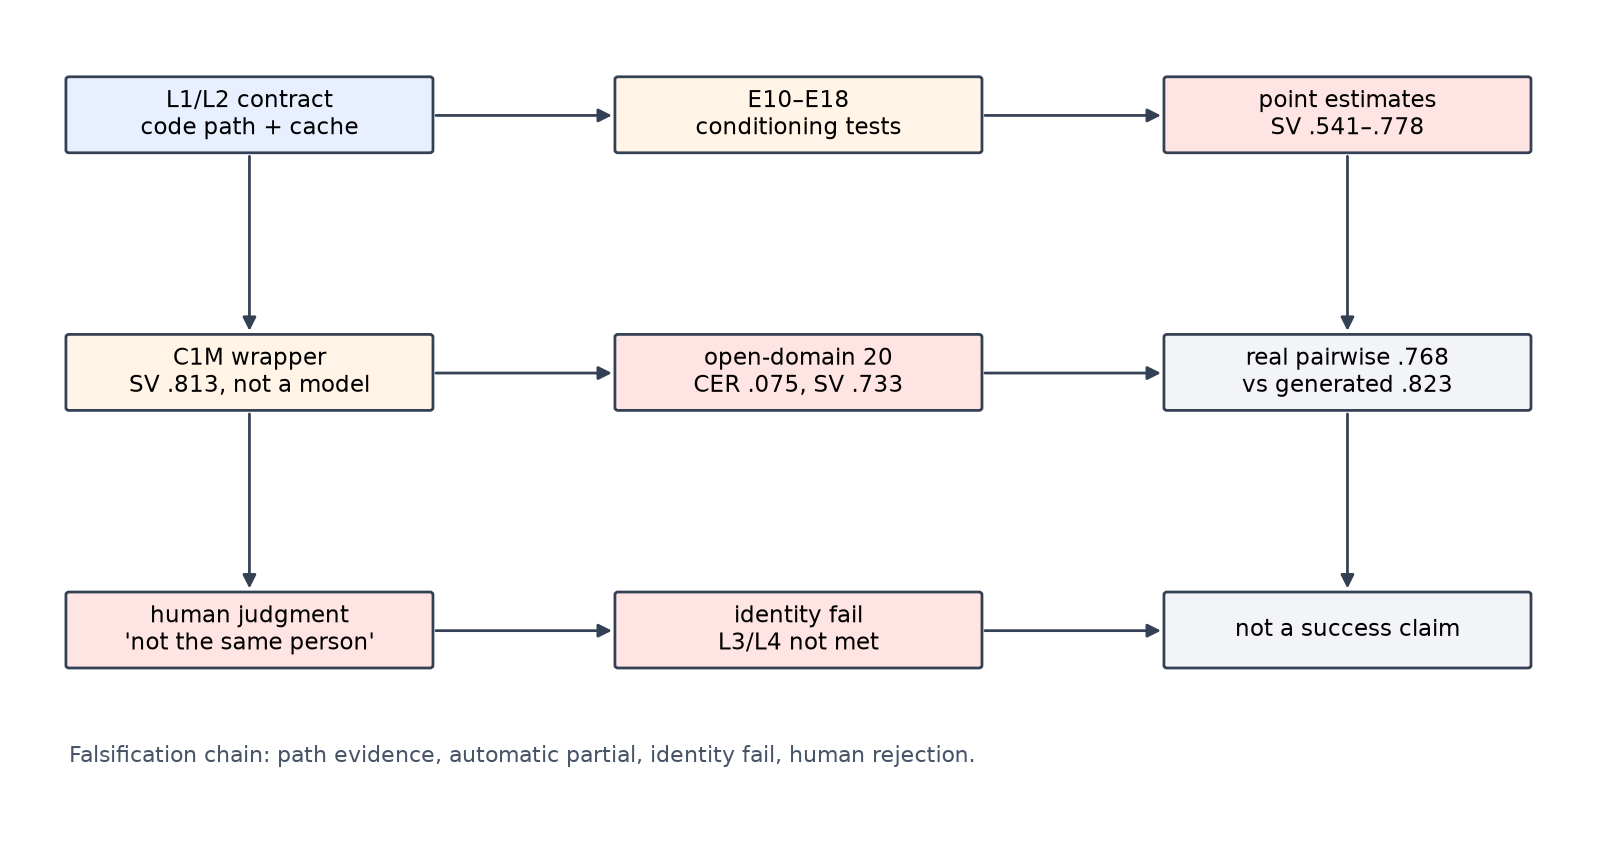 L1/L2 contract
code path + cache
E10–E18
conditioning tests
point estimates
SV .541–.778
C1M wrapper
SV .813, not a model
open-domain 20
CER .075, SV .733
real pairwise .768
vs generated .823
human judgment
'not the same person'
identity fail
L3/L4 not met
not a success claim
Falsification chain: path evidence, automatic partial, identity fail, human rejection.